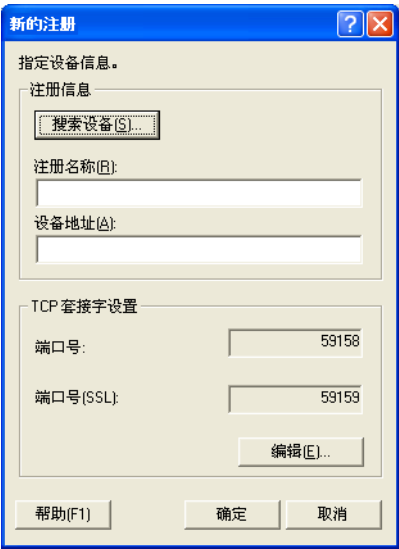 新的注册
指定设备信息。
注册信息
搜索设备(S)...
注册名称(R):
设备地址(A):
TCP 套接字设置
端口号: 59158
端口号(SSL): 59159
编辑(E)...
帮助(F1) 确定 取消